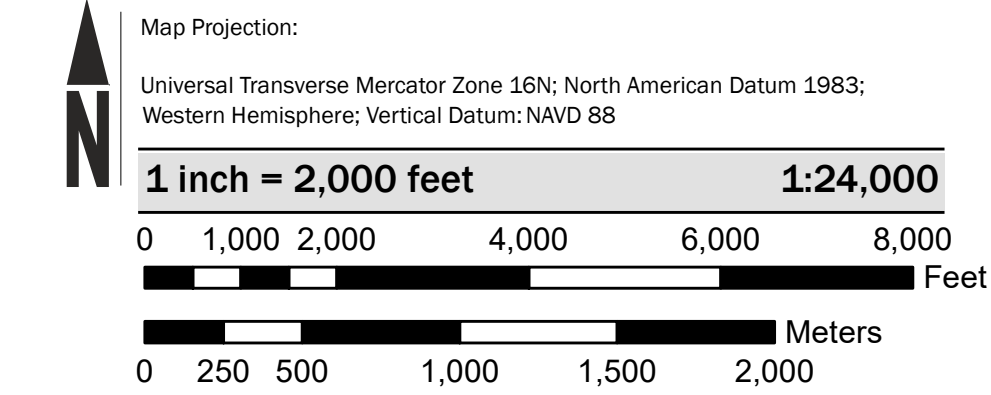 N
Map Projection:
Universal Transverse Mercator Zone 16N; North American Datum 1983;
Western Hemisphere; Vertical Datum: NAVD 88
1 inch = 2,000 feet 1:24,000
0 1,000 2,000 4,000 6,000 8,000
Feet
Meters
0 250 500 1,000 1,500 2,000